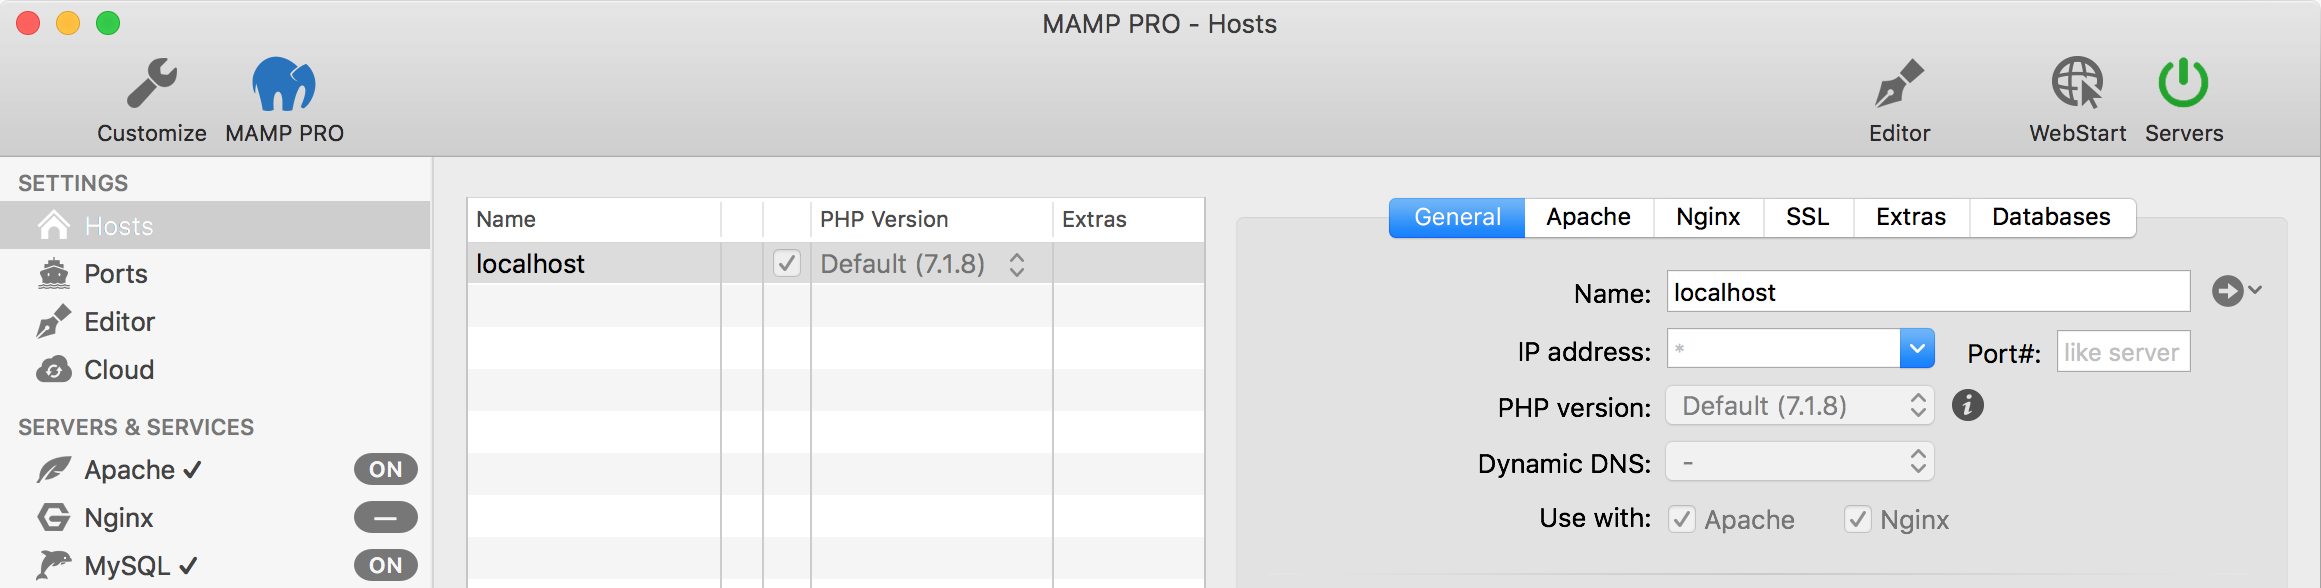 MAMP PRO - Hosts
Customize MAMP PRO Editor WebStart Servers
SETTINGS
Hosts
Ports
Editor
Cloud
SERVERS & SERVICES
Apache ✓ ON
Nginx —
MySQL ✓ ON
Name PHP Version Extras
localhost Default (7.1.8)
General Apache Nginx SSL Extras Databases
Name: localhost
IP address: * Port#: like server
PHP version: Default (7.1.8)
Dynamic DNS: -
Use with: Apache Nginx